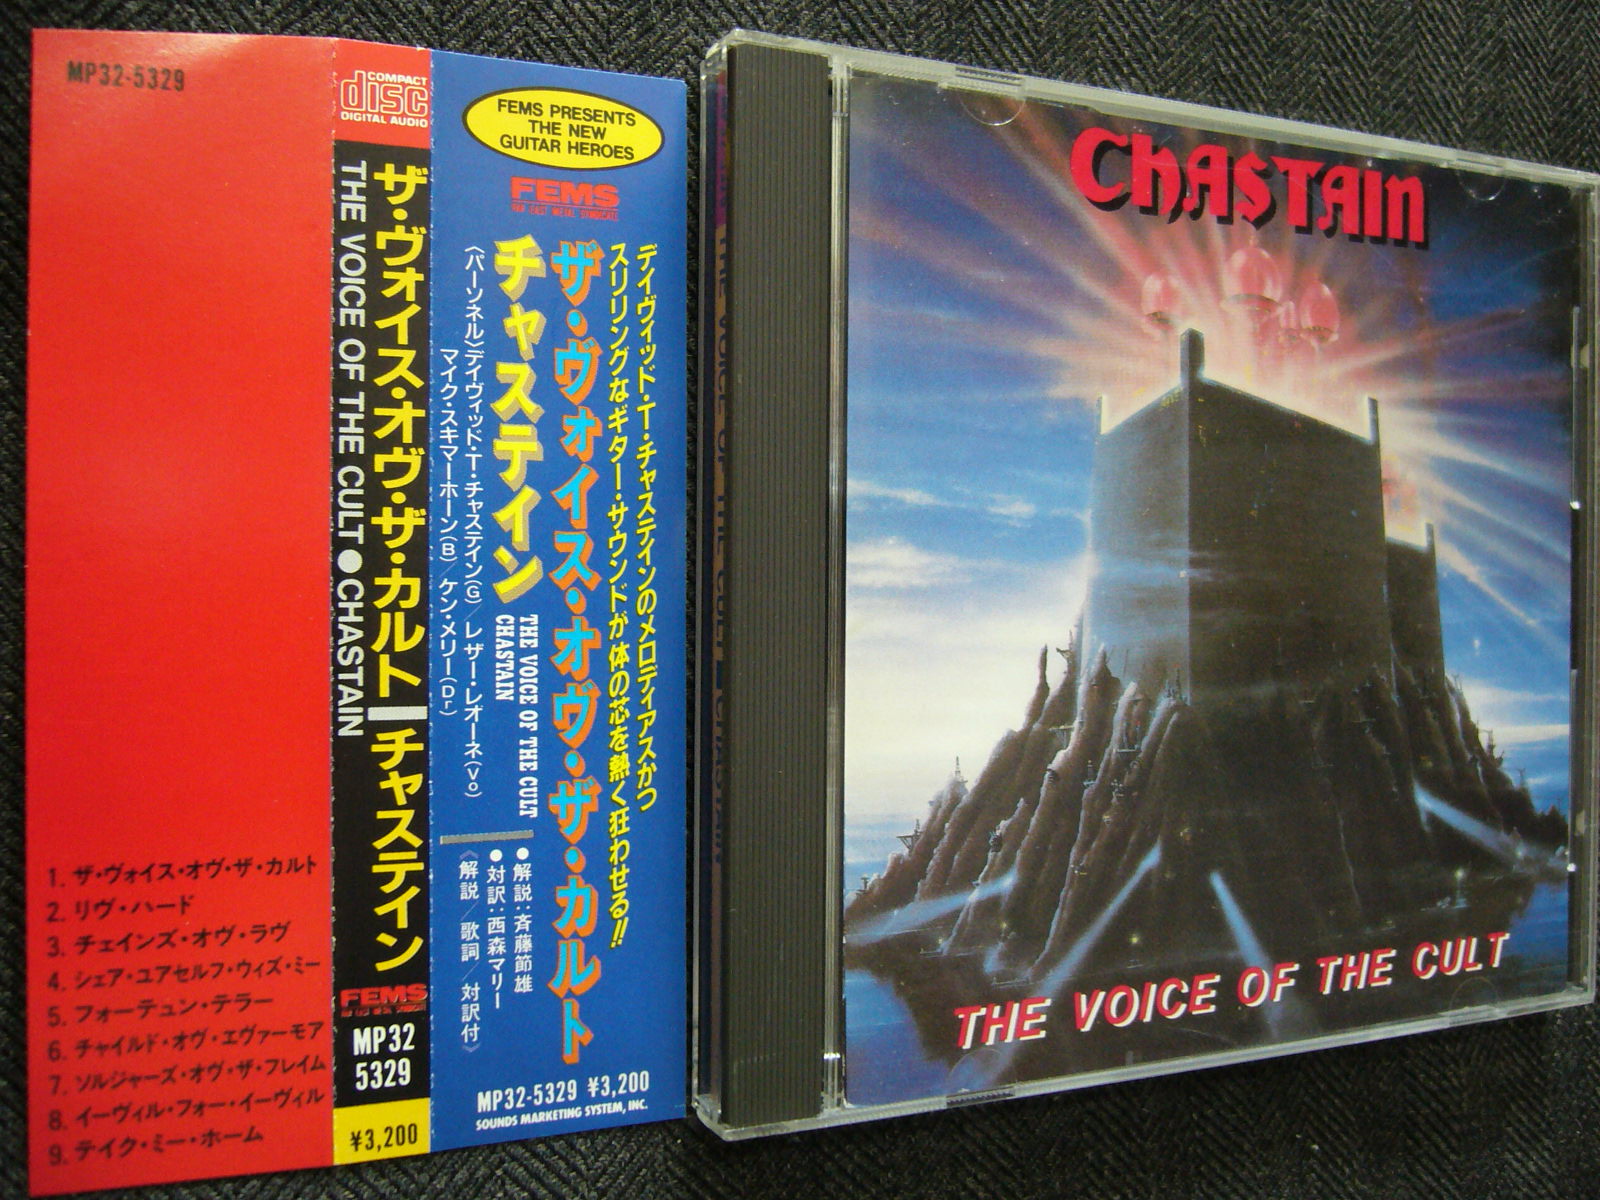 MP32-5329
1. ザ・ヴォイス・オヴ・ザ・カルト
2. リヴ・ハード
3. チェインズ・オヴ・ラヴ
4. シェア・ユアセルフ・ウィズ・ミー
5. フォーテュン・テラー
6. チャイルド・オヴ・エヴァーモア
7. ソルジャーズ・オヴ・ザ・フレイム
8. イーヴィル・フォー・イーヴィル
9. テイク・ミー・ホーム
COMPACT
disc
DIGITAL AUDIO
ザ・ヴォイス・オヴ・ザ・カルト チャステイン
THE VOICE OF THE CULT●CHASTAIN
FEMS
MP32
5329
¥3,200
FEMS PRESENTS
THE NEW
GUITAR HEROES
FEMS
FAR EAST METAL SYNDICATE
デイヴィッド・T・チャステインのメロディアスかつ
スリリングなギター・サウンドが体の芯を熱く狂わせる!!
ザ・ヴォイス・オヴ・ザ・カルト
チャステイン
THE VOICE OF THE CULT
CHASTAIN
〈パーソネル〉デイヴィッド・T・チャステイン(G)／レザー・レオーネ(vo)
マイク・スキマーホーン(B)／ケン・メリー(Dr)
●解説:斉藤節雄
●対訳:西森マリー
《解説／歌詞／対訳付》
MP32-5329 ¥3,200
SOUNDS MARKETING SYSTEM, INC.
CHASTAIN
THE VOICE OF THE CULT